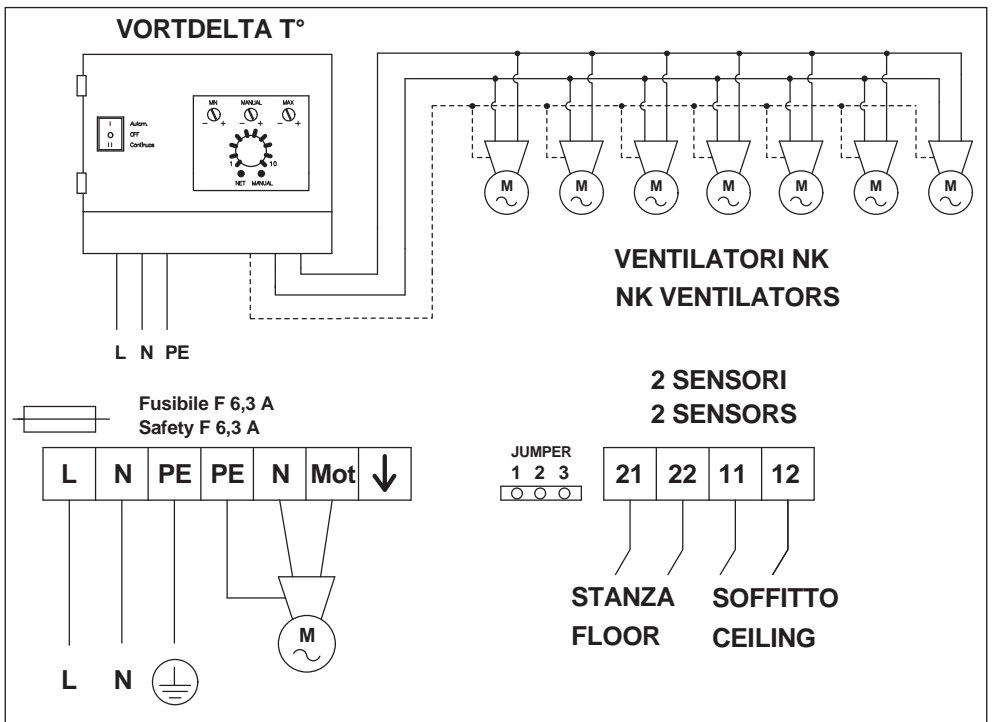 VORTDELTA T°
MIN MANUAL MAX
- + - + - +
I Autom.
O OFF
II Continuos
1 10
NET MANUAL
M M M M M M M
VENTILATORI NK
NK VENTILATORS
L N PE
2 SENSORI
2 SENSORS
Fusibile F 6,3 A
Safety F 6,3 A
JUMPER
1 2 3
L N PE PE N Mot ↓
21 22 11 12
STANZA SOFFITTO
FLOOR CEILING
M
L N